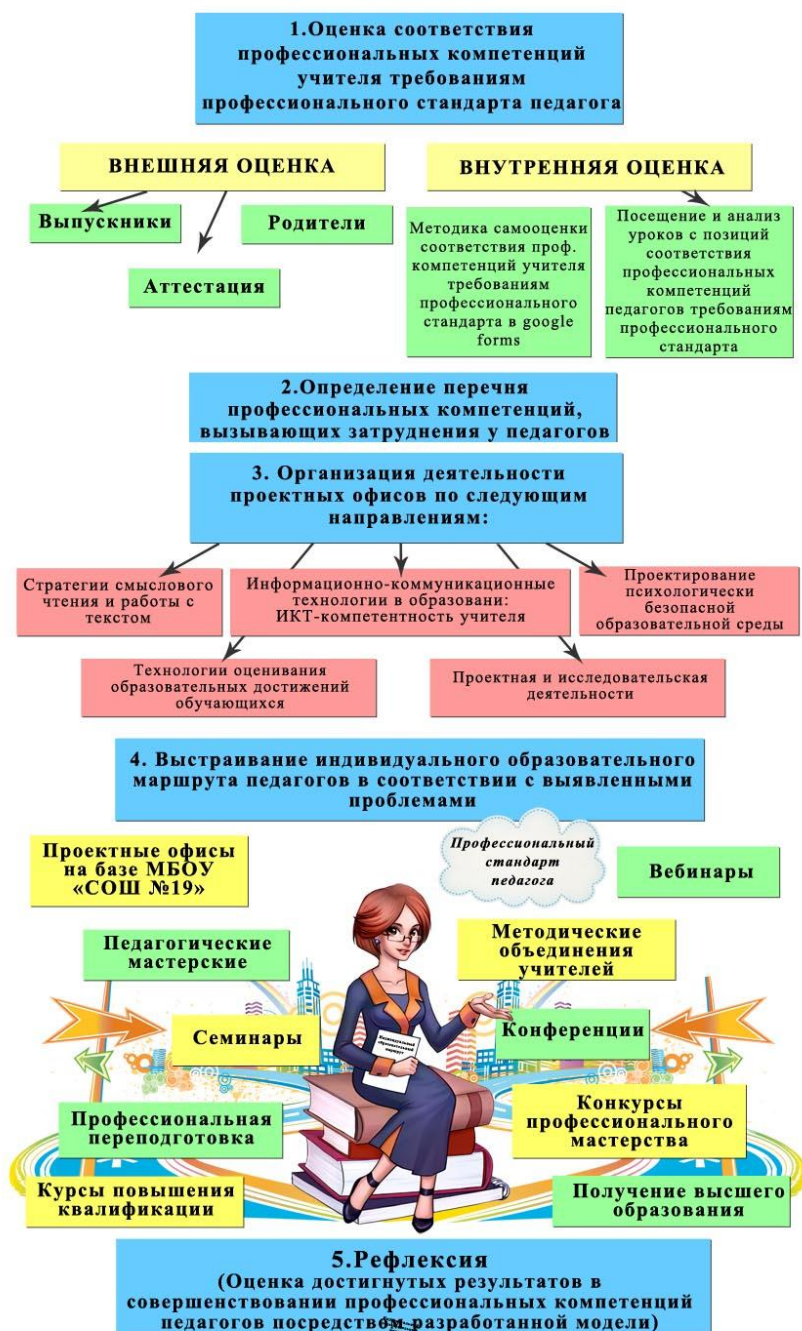 1.Оценка соответствия
профессиональных компетенций
учителя требованиям
профессионального стандарта педагога
ВНЕШНЯЯ ОЦЕНКА
Выпускники
Родители
Аттестация
ВНУТРЕННЯЯ ОЦЕНКА
Методика самооценки
соответствия проф.
компетенций учителя
требованиям
профессионального
стандарта в google
forms
Посещение и анализ
уроков с позиций
соответствия
профессиональных
компетенций
педагогов требованиям
профессионального
стандарта
2.Определение перечня
профессиональных компетенций,
вызывающих затруднения у педагогов
3. Организация деятельности
проектных офисов по следующим
направлениям:
Стратегии смыслового
чтения и работы с
текстом
Информационно-коммуникационные
технологии в образовани:
ИКТ-компетентность учителя
Проектирование
психологически
безопасной
образовательной среды
Технологии оценивания
образовательных достижений
обучающихся
Проектная и исследовательская
деятельности
4. Выстраивание индивидуального образовательного
маршрута педагогов в соответствии с выявленными
проблемами
Проектные офисы
на базе МБОУ
«СОШ №19»
Профессиональный
стандарт
педагога
Вебинары
Педагогические
мастерские
Методические
объединения
учителей
Семинары
Индивидуальный
образовательный
маршрут
Конференции
Профессиональная
переподготовка
Конкурсы
профессионального
мастерства
Курсы повышения
квалификации
Получение высшего
образования
5.Рефлексия
(Оценка достигнутых результатов в
совершенствовании профессиональных компетенций
педагогов посредством разработанной модели)